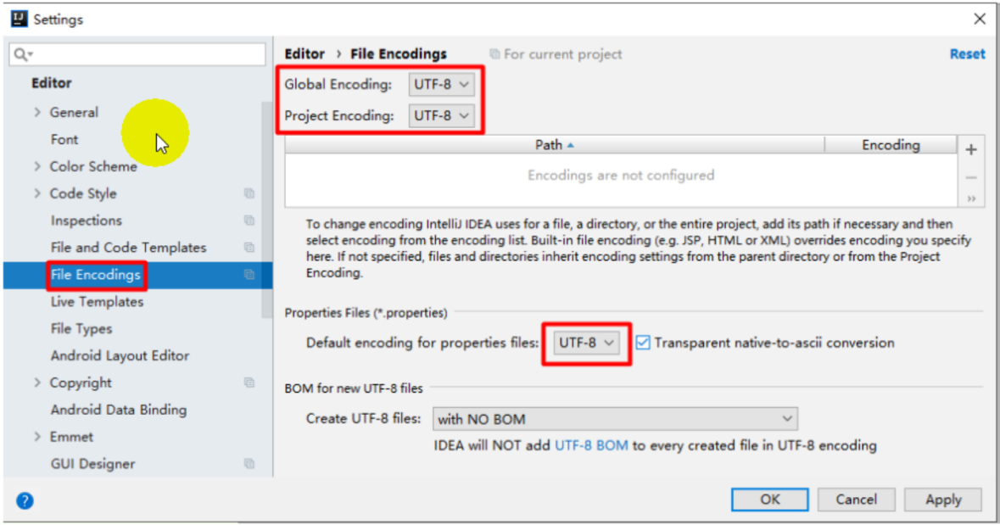 Settings
Editor
General
Font
Color Scheme
Code Style
Inspections
File and Code Templates
File Encodings
Live Templates
File Types
Android Layout Editor
Copyright
Android Data Binding
Emmet
GUI Designer
Editor › File Encodings For current project Reset
Global Encoding: UTF-8
Project Encoding: UTF-8
Path Encoding
Encodings are not configured
To change encoding IntelliJ IDEA uses for a file, a directory, or the entire project, add its path if necessary and then
select encoding from the encoding list. Built-in file encoding (e.g. JSP, HTML or XML) overrides encoding you specify
here. If not specified, files and directories inherit encoding settings from the parent directory or from the Project
Encoding.
Properties Files (*.properties)
Default encoding for properties files: UTF-8 Transparent native-to-ascii conversion
BOM for new UTF-8 files
Create UTF-8 files: with NO BOM
IDEA will NOT add UTF-8 BOM to every created file in UTF-8 encoding
? OK Cancel Apply